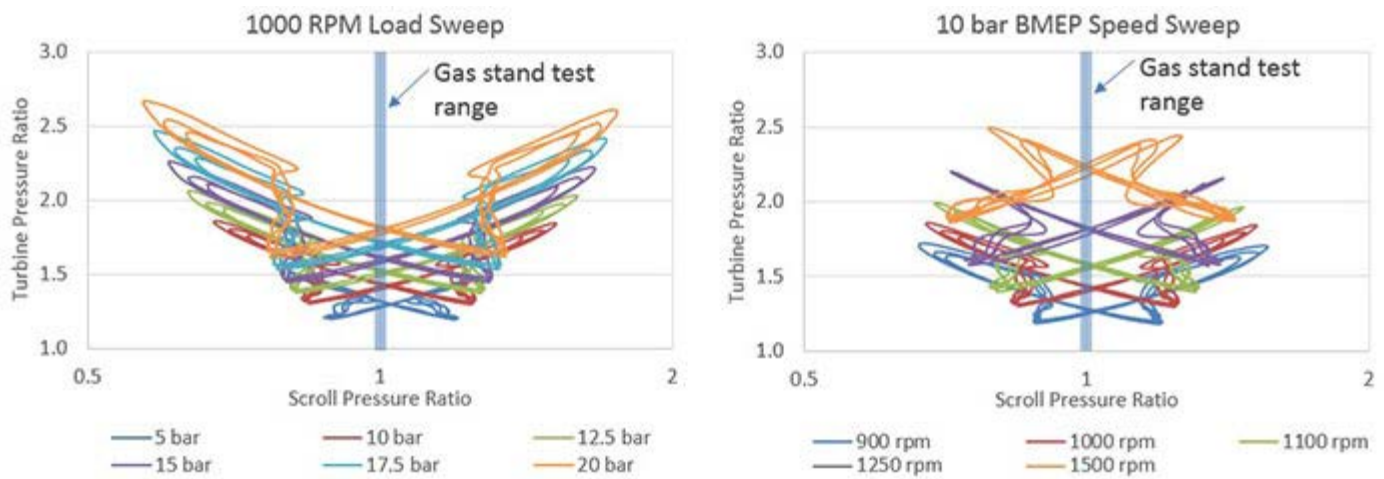 1000 RPM Load Sweep
Turbine Pressure Ratio
3.0
2.5
2.0
1.5
1.0
Gas stand test
range
0.5 1 2
Scroll Pressure Ratio
5 bar 10 bar 12.5 bar
15 bar 17.5 bar 20 bar
10 bar BMEP Speed Sweep
Turbine Pressure Ratio
3.0
2.5
2.0
1.5
1.0
Gas stand test
range
0.5 1 2
Scroll Pressure Ratio
900 rpm 1000 rpm 1100 rpm
1250 rpm 1500 rpm